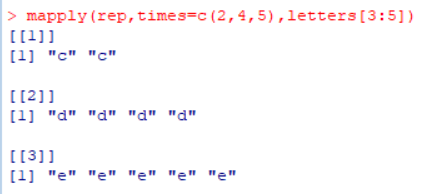 > mapply(rep,times=c(2,4,5),letters[3:5])
[[1]]
[1] "c" "c"
[[2]]
[1] "d" "d" "d" "d"
[[3]]
[1] "e" "e" "e" "e" "e"